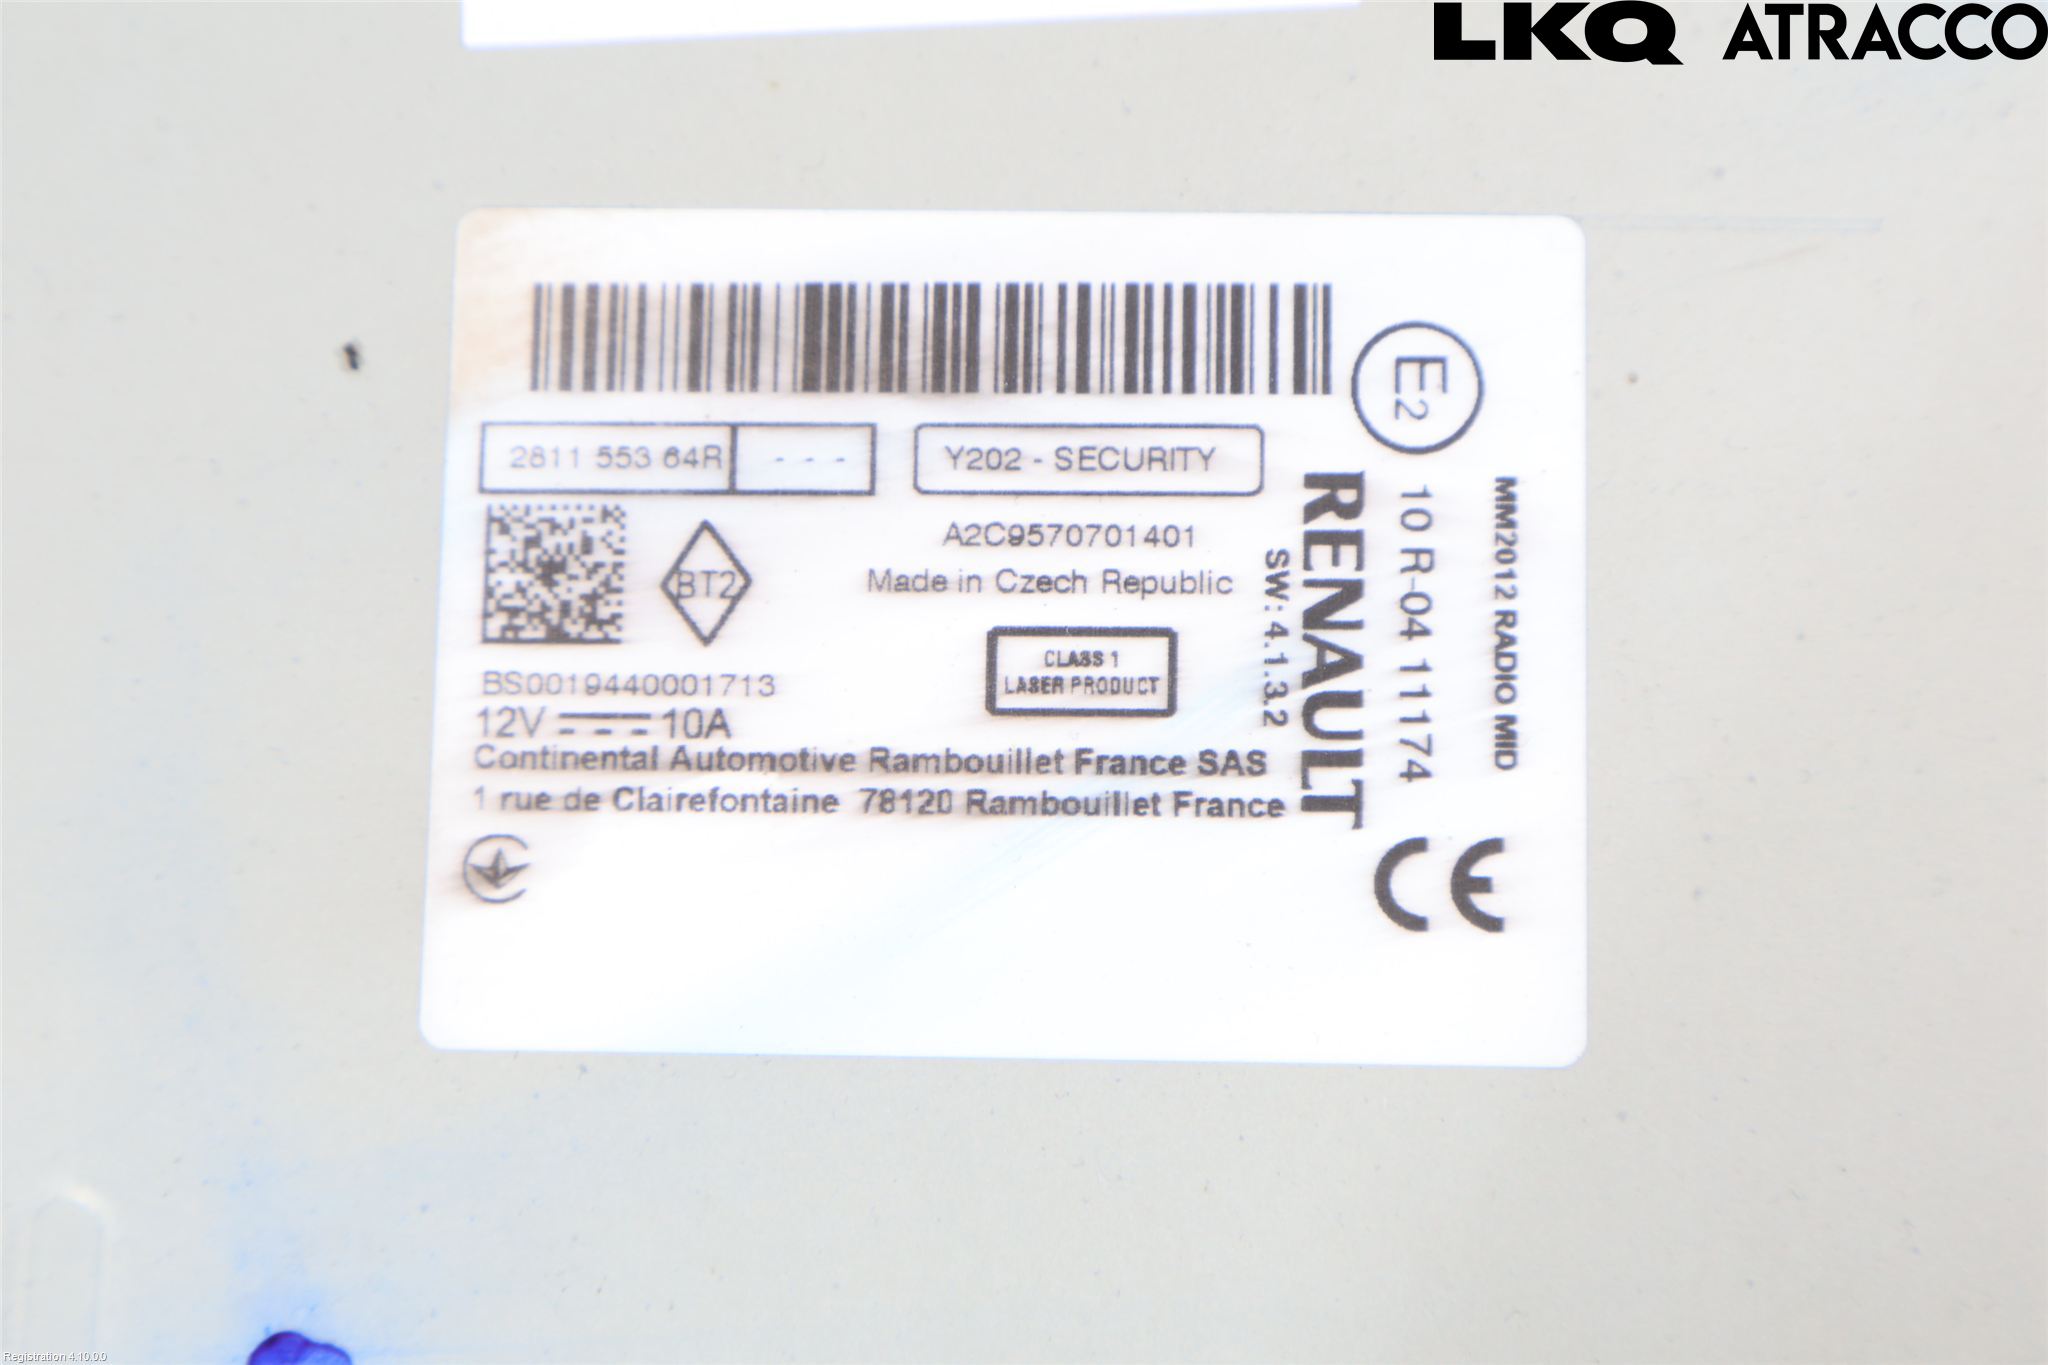 LKQ ATRACCO
E2
2811 553 64R - - -
Y202 - SECURITY
BT2
A2C9570701401
Made in Czech Republic
CLASS 1
LASER PRODUCT
BS0019440001713
12V 10A
Continental Automotive Rambouillet France SAS
1 rue de Clairefontaine 78120 Rambouillet France
SW: 4.1.3.2
RENAULT
10 R-04 11174
MM2012 RADIO MID
CE
Registration 4.10.0.0